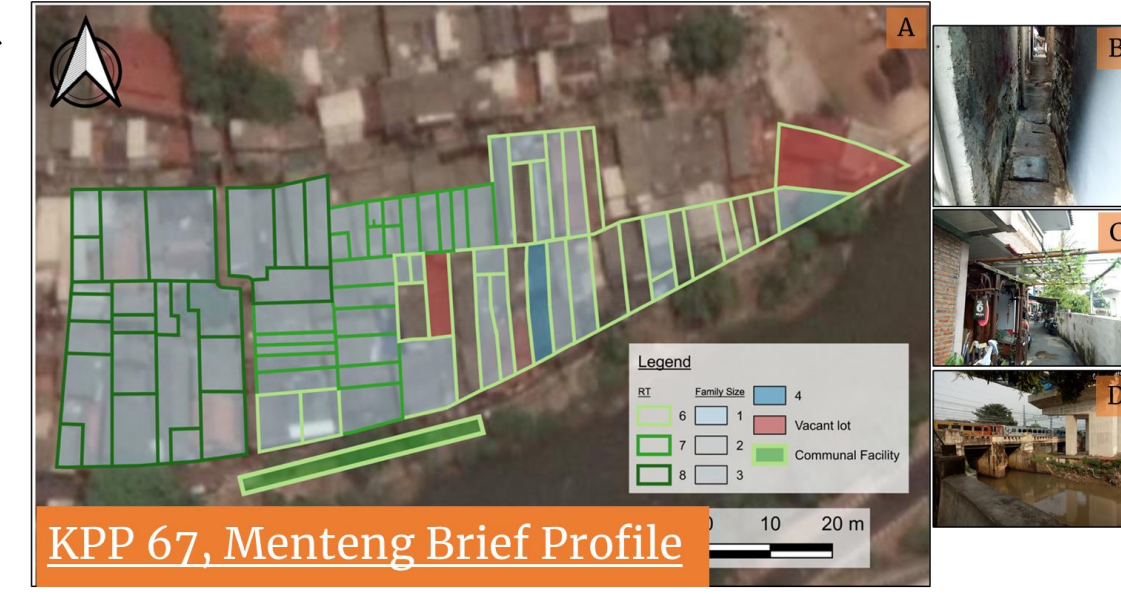 A
B
C
D
Legend
RT
Family Size
6
7
8
1
2
3
4
Vacant lot
Communal Facility
0
10
20 m
KPP 67, Menteng Brief Profile